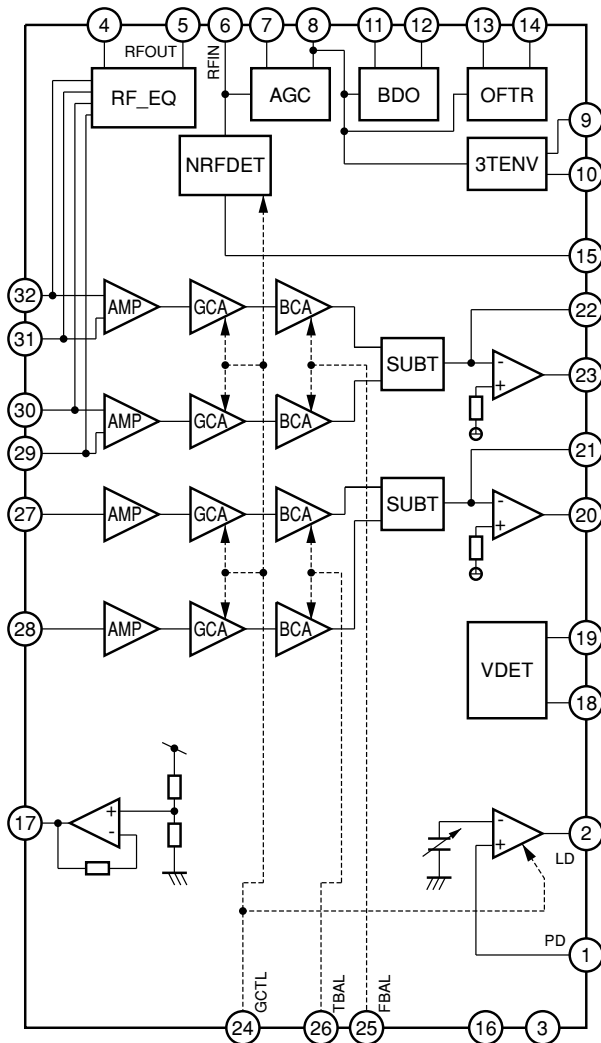 4 5 6 7 8 11 12 13 14
RFOUT
RFIN
RF_EQ AGC BDO OFTR
9
NRFDET 3TENV
10
15
32 AMP GCA BCA 22
31 SUBT - + 23
30 AMP GCA BCA
29 21
27 AMP GCA BCA SUBT - + 20
28 AMP GCA BCA 19
VDET
18
17 + - - + 2
LD
PD
1
GCTL TBAL FBAL
24 26 25 16 3